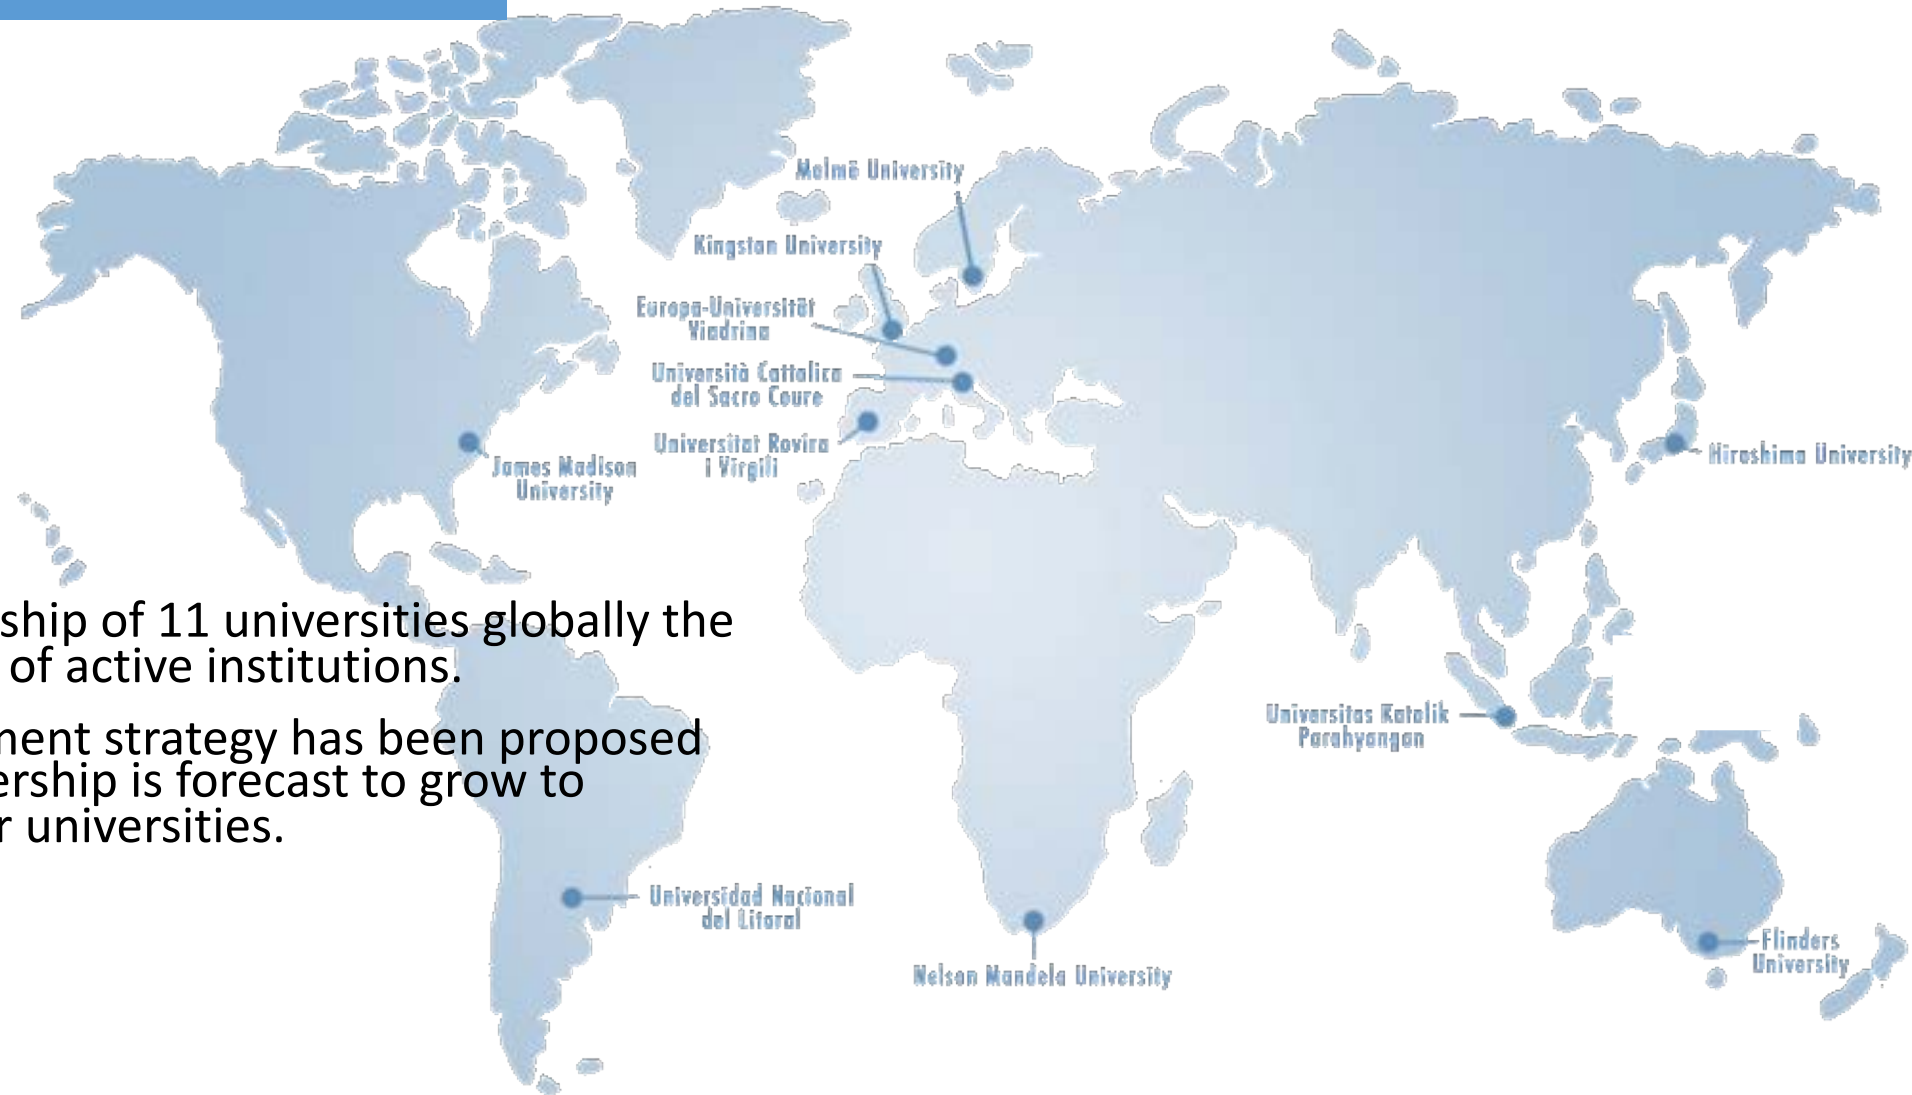 Malmö University
Kingston University
Europa-Universität
Viadrina
Università Cattolica
del Sacro Coure
Universitat Rovira
i Virgili
James Madison
University
Hiroshima University
ship of 11 universities globally the
of active institutions.
ment strategy has been proposed
ership is forecast to grow to
r universities.
Universitas Katolik
Parahyangan
Universidad Nacional
del Litoral
Nelson Mandela University
Flinders
University